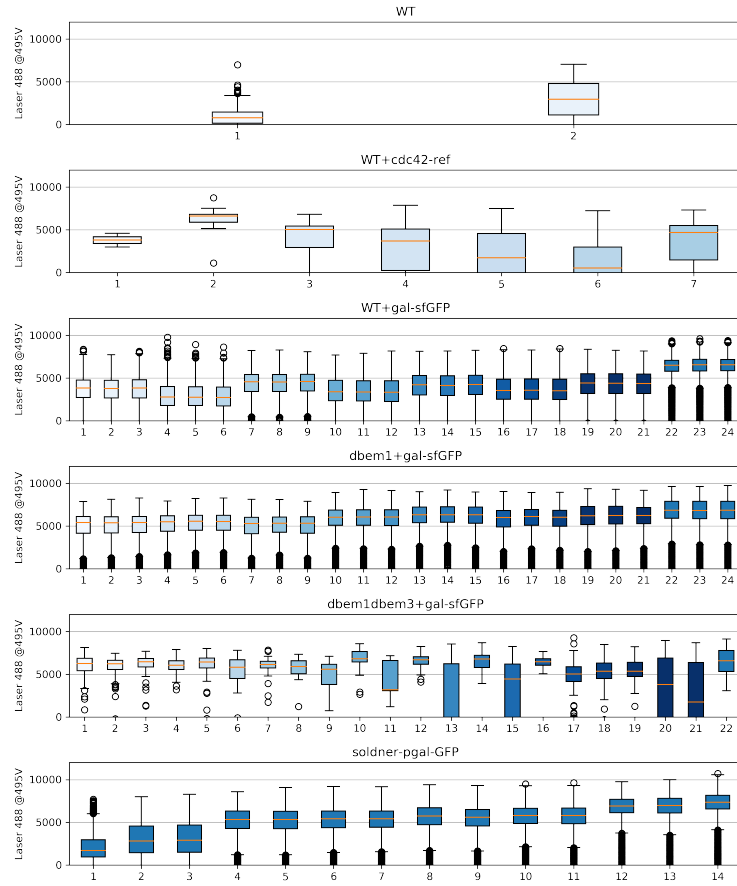 WT
Laser 488 @495V
10000
5000
0
1 2
WT+cdc42-ref
Laser 488 @495V
10000
5000
0
1 2 3 4 5 6 7
WT+gal-sfGFP
Laser 488 @495V
10000
5000
0
1 2 3 4 5 6 7 8 9 10 11 12 13 14 15 16 17 18 19 20 21 22 23 24
dbem1+gal-sfGFP
Laser 488 @495V
10000
5000
0
1 2 3 4 5 6 7 8 9 10 11 12 13 14 15 16 17 18 19 20 21 22 23 24
dbem1dbem3+gal-sfGFP
Laser 488 @495V
10000
5000
0
1 2 3 4 5 6 7 8 9 10 11 12 13 14 15 16 17 18 19 20 21 22
soldner-pgal-GFP
Laser 488 @495V
10000
5000
0
1 2 3 4 5 6 7 8 9 10 11 12 13 14